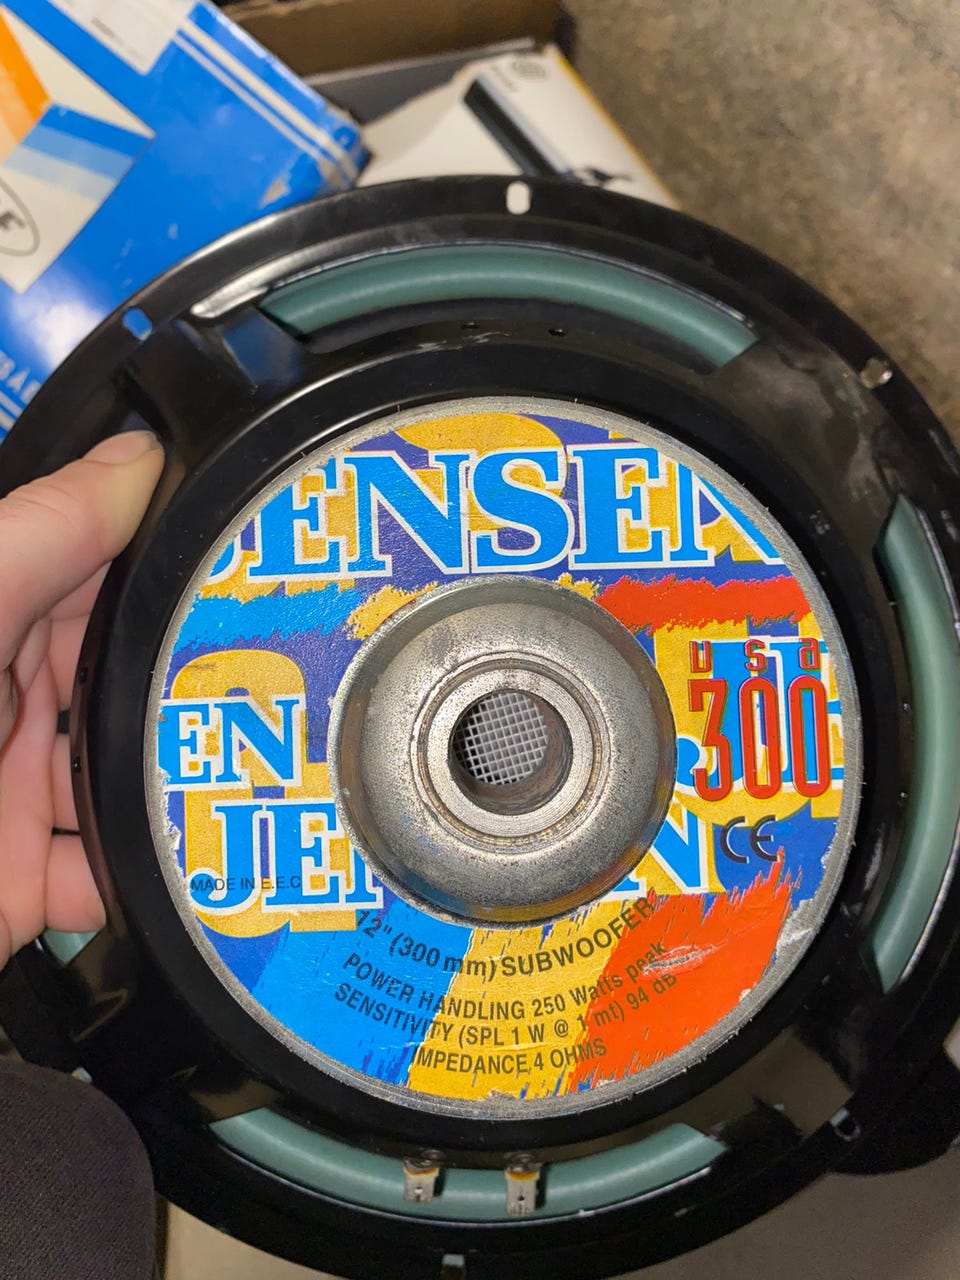 JENSEN
usa
300
EN
JE
N
CE
MADE IN E.E.C
12" (300 mm) SUBWOOFER
POWER HANDLING 250 Watts peak
SENSITIVITY (SPL 1 W @ 1 mt) 94 dB
IMPEDANCE 4 OHMS